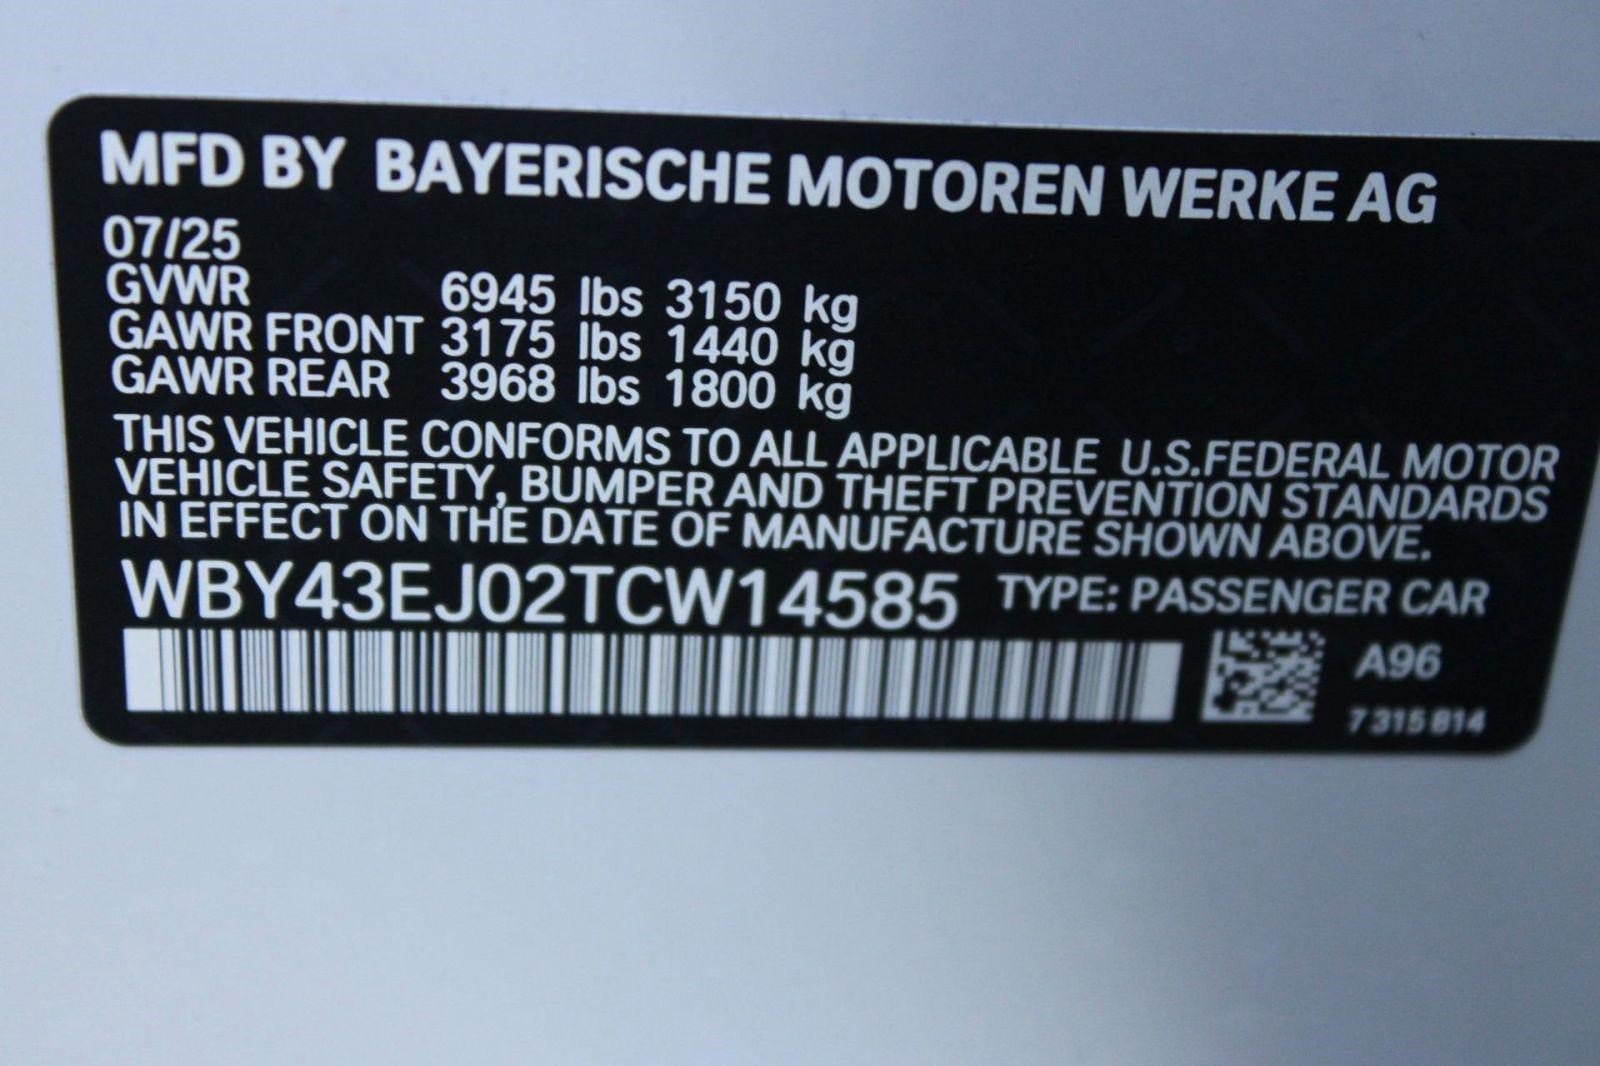 MFD BY BAYERISCHE MOTOREN WERKE AG
07/25
GVWR 6945 lbs 3150 kg
GAWR FRONT 3175 lbs 1440 kg
GAWR REAR 3968 lbs 1800 kg
THIS VEHICLE CONFORMS TO ALL APPLICABLE U.S.FEDERAL MOTOR
VEHICLE SAFETY, BUMPER AND THEFT PREVENTION STANDARDS
IN EFFECT ON THE DATE OF MANUFACTURE SHOWN ABOVE.
WBY43EJ02TCW14585 TYPE: PASSENGER CAR
A96
7 315 814